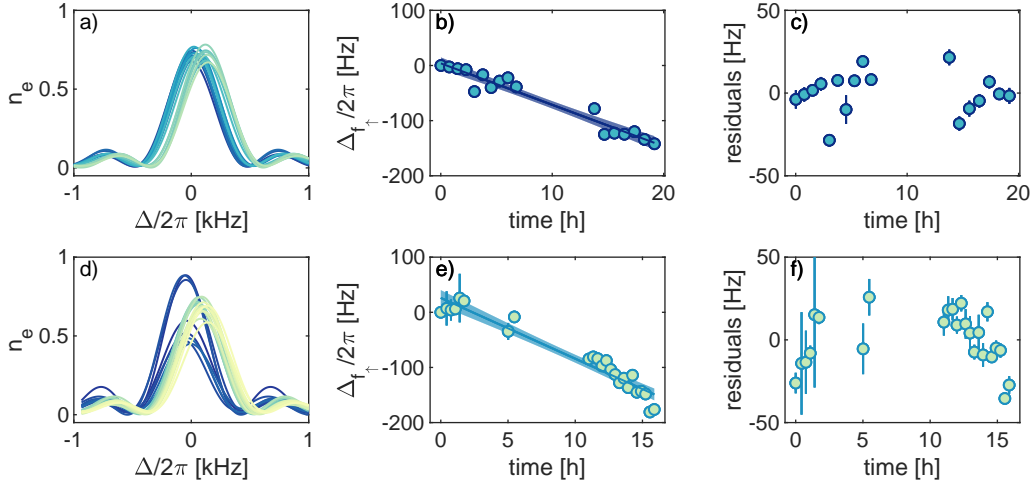 a)
1
0.5
0
n_e
-1
0
1
Δ/2π [kHz]
b)
100
0
-100
-200
Δ_f↑/2π [Hz]
0
10
20
time [h]
c)
50
0
-50
residuals [Hz]
0
10
20
time [h]
d)
1
0.5
0
n_e
-1
0
1
Δ/2π [kHz]
e)
100
0
-100
-200
Δ_f↑/2π [Hz]
0
5
10
15
time [h]
f)
50
0
-50
residuals [Hz]
0
5
10
15
time [h]